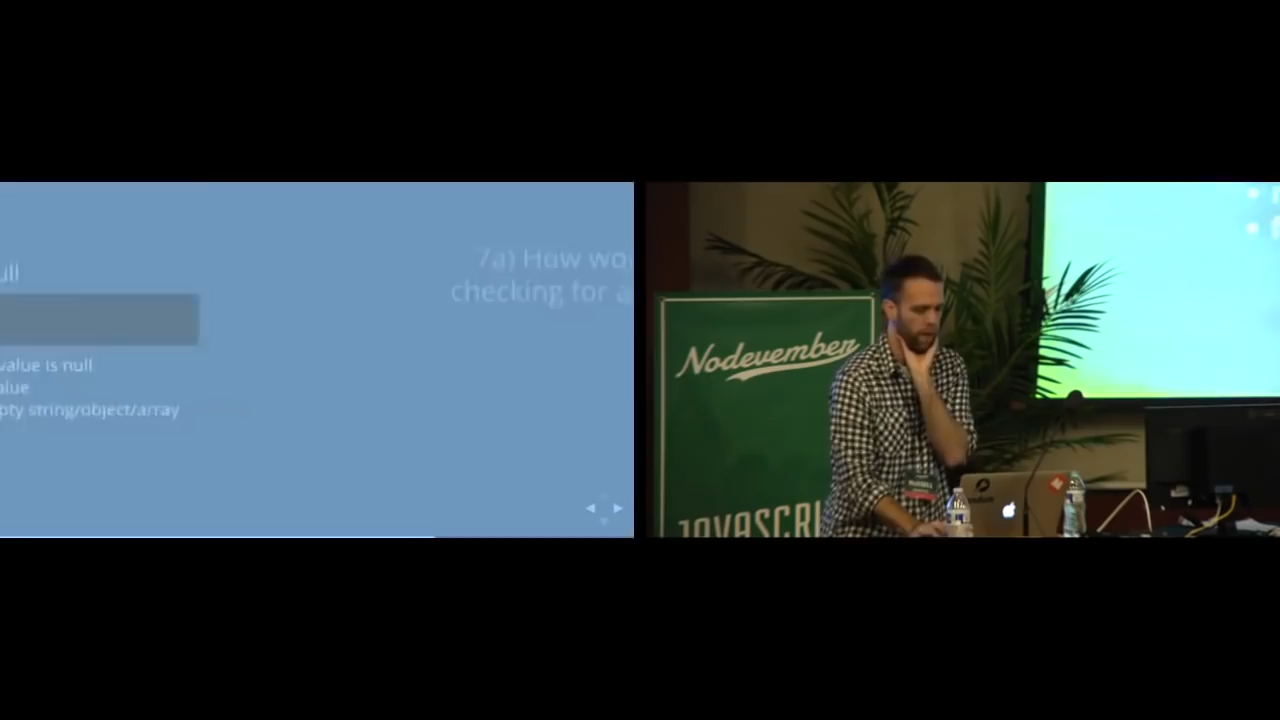 ull
value is null
alue
pty string/object/array
7a) How wo
checking for a
Nodevember
JAVASCRI